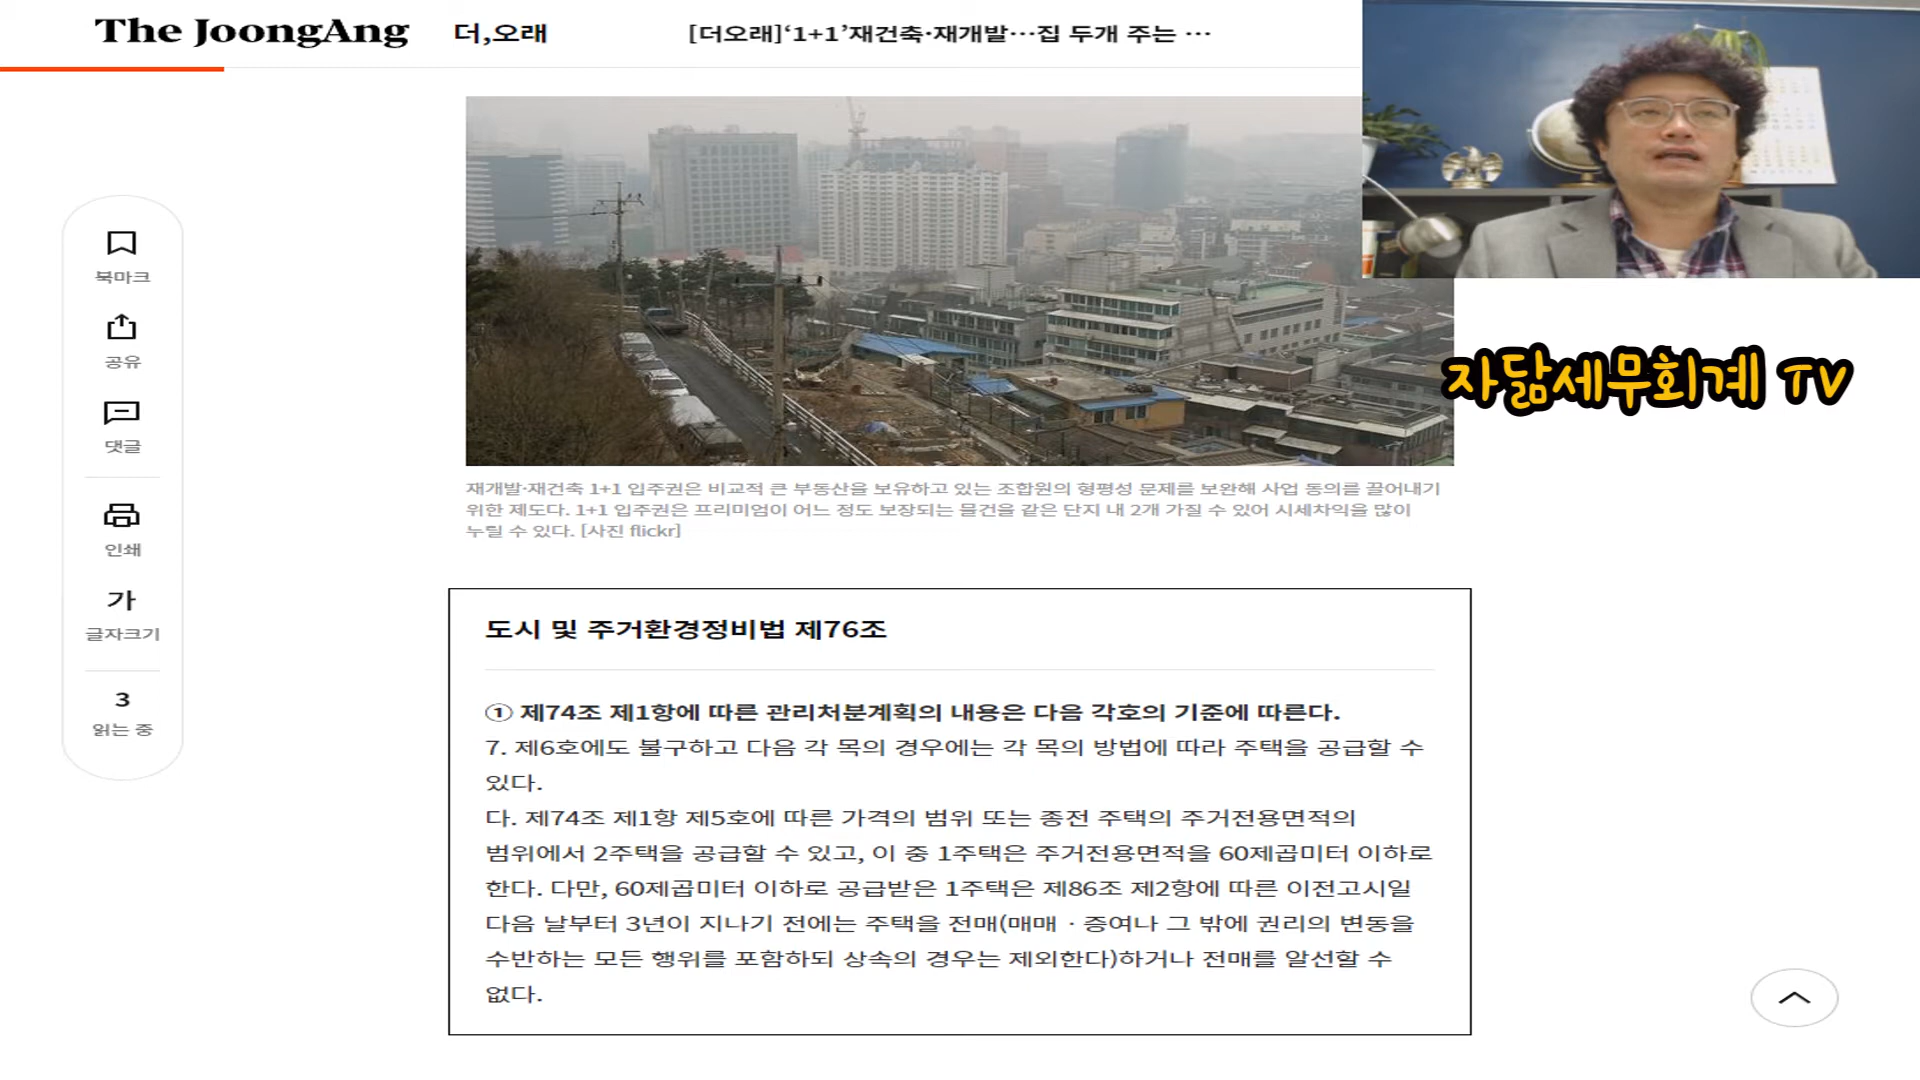 The JoongAng
더,오래
[더오래]‘1+1’재건축·재개발…집 두개 주는 …
북마크
공유
댓글
인쇄
가
글자크기
3
읽는 중
자닮세무회계 TV
재개발·재건축 1+1 입주권은 비교적 큰 부동산을 보유하고 있는 조합원의 형평성 문제를 보완해 사업 동의를 끌어내기
위한 제도다. 1+1 입주권은 프리미엄이 어느 정도 보장되는 물건을 같은 단지 내 2개 가질 수 있어 시세차익을 많이
누릴 수 있다. [사진 flickr]
도시 및 주거환경정비법 제76조
① 제74조 제1항에 따른 관리처분계획의 내용은 다음 각호의 기준에 따른다.
7. 제6호에도 불구하고 다음 각 목의 경우에는 각 목의 방법에 따라 주택을 공급할 수
있다.
다. 제74조 제1항 제5호에 따른 가격의 범위 또는 종전 주택의 주거전용면적의
범위에서 2주택을 공급할 수 있고, 이 중 1주택은 주거전용면적을 60제곱미터 이하로
한다. 다만, 60제곱미터 이하로 공급받은 1주택은 제86조 제2항에 따른 이전고시일
다음 날부터 3년이 지나기 전에는 주택을 전매(매매 · 증여나 그 밖에 권리의 변동을
수반하는 모든 행위를 포함하되 상속의 경우는 제외한다)하거나 전매를 알선할 수
없다.